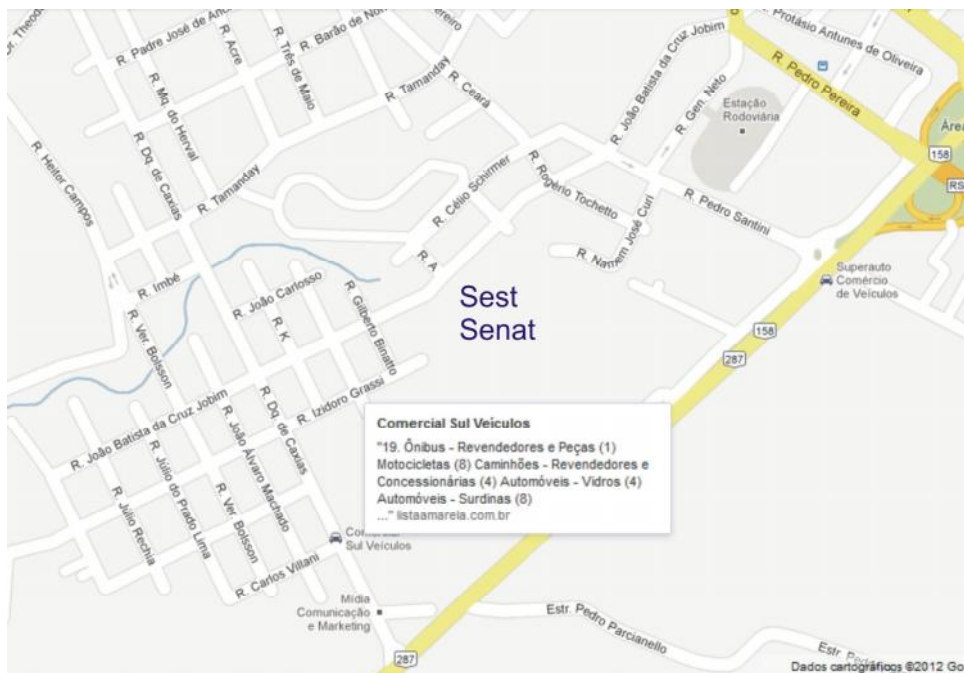 Dr. Theodo
R. Padre José de An
R. Acre
R. Barão de Nor
Três de Maio
ereiro
R. Mq. do Herval
R. Tamanday
R. Ceará
R. João Batista da Cruz Jobim
R. Gen. Neto
Protásio Antunes de Oliveira
R. Pedro Pereira
Estação
Rodoviária
Área
158
RS
R. Heitor Campos
R. Dq. de Caxias
R. Tamanday
R. Célio Schirmer
R. Rogério Tochetto
R. Pedro Santini
R. Namem José Curi
R. A
R. Imbé
R. João Carlosso
R. K
R. Gilberto Binatto
Sest
Senat
Superauto
Comércio
de Veículos
158
287
R. Ver. Bolsson
R. João Batista da Cruz Jobim
R. Izidoro Grassi
R. Dq. de Caxias
R. João Álvaro Machado
R. Júlio do Prado Lima
R. Júlio Rechia
R. Ver. Bolsson
R. Carlos Villani
Comercial Sul Veículos
"19. Ônibus - Revendedores e Peças (1)
Motocicletas (8) Caminhões - Revendedores e
Concessionárias (4) Automóveis - Vidros (4)
Automóveis - Surdinas (8)
..." listaamarela.com.br
Sul Veículos
Mídia
Comunicação
e Marketing
Estr. Pedro Parcianello
287
Estr. Pe
Dados cartográficos ©2012 Go